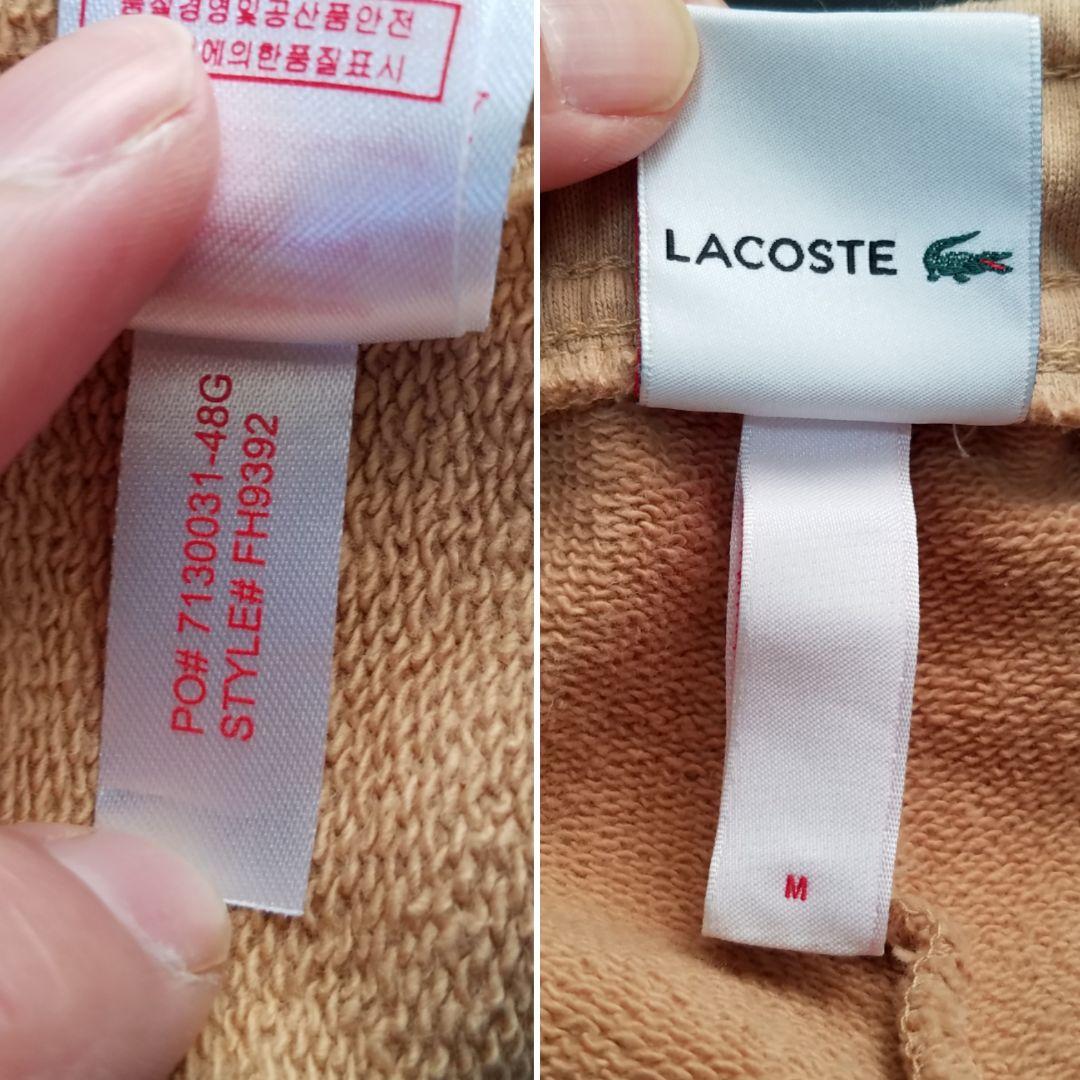 품질경영및공산품안전
에의한품질표시
PO# 7130031-48G
STYLE# FH9392
LACOSTE
M